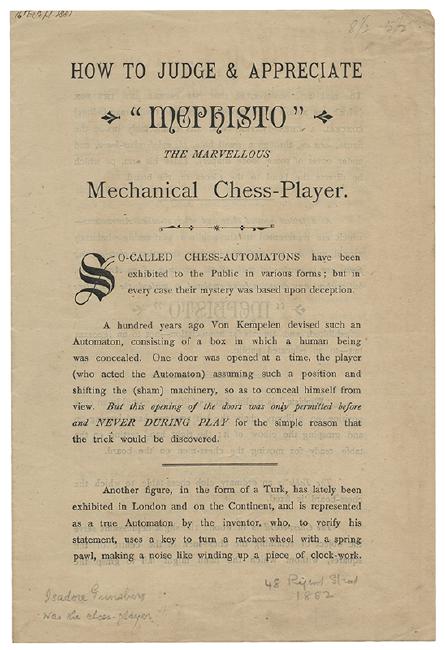 HOW TO JUDGE & APPRECIATE
"MEPHISTO"
THE MARVELLOUS
Mechanical Chess-Player.
SO-CALLED CHESS-AUTOMATONS have been
exhibited to the Public in various forms; but in
every case their mystery was based upon deception.
A hundred years ago Von Kempelen devised such an
Automaton, consisting of a box in which a human being
was concealed. One door was opened at a time, the player
(who acted the Automaton) assuming such a position and
shifting the (sham) machinery, so as to conceal himself from
view. But this opening of the doors was only permitted before
and NEVER DURING PLAY for the simple reason that
the trick would be discovered.
Another figure, in the form of a Turk, has lately been
exhibited in London and on the Continent, and is represented
as a true Automaton by the inventor, who, to verify his
statement, uses a key to turn a ratchet wheel with a spring
pawl, making a noise like winding up a piece of clock-work.
48 Regent Street
1882
Isadore Gunsberg
was the chess-player